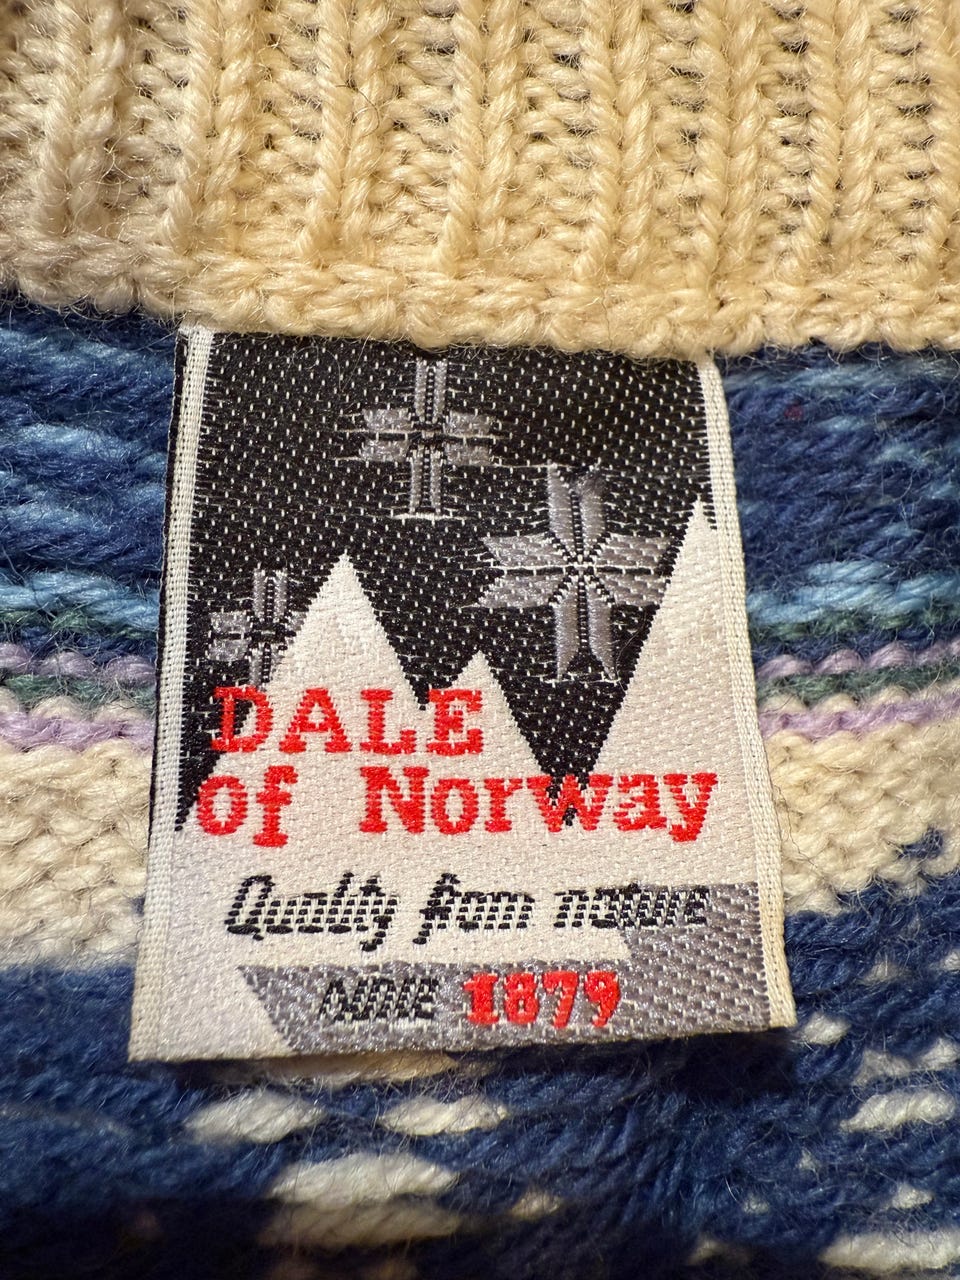 DALE
of Norway
Quality from nature
1879